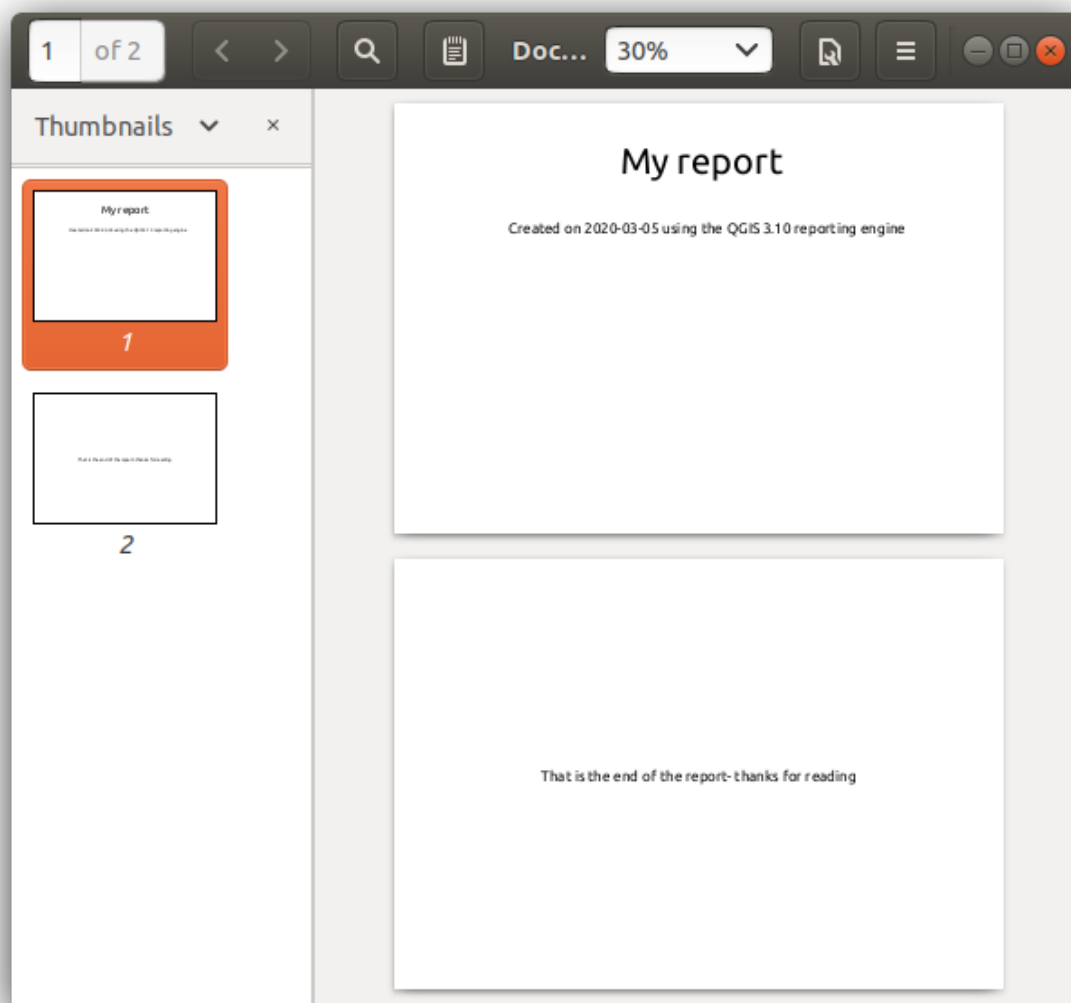 1 of 2 Doc... 30%
Thumbnails
My report
1
2
My report
Created on 2020-03-05 using the QGIS 3.10 reporting engine
That is the end of the report- thanks for reading